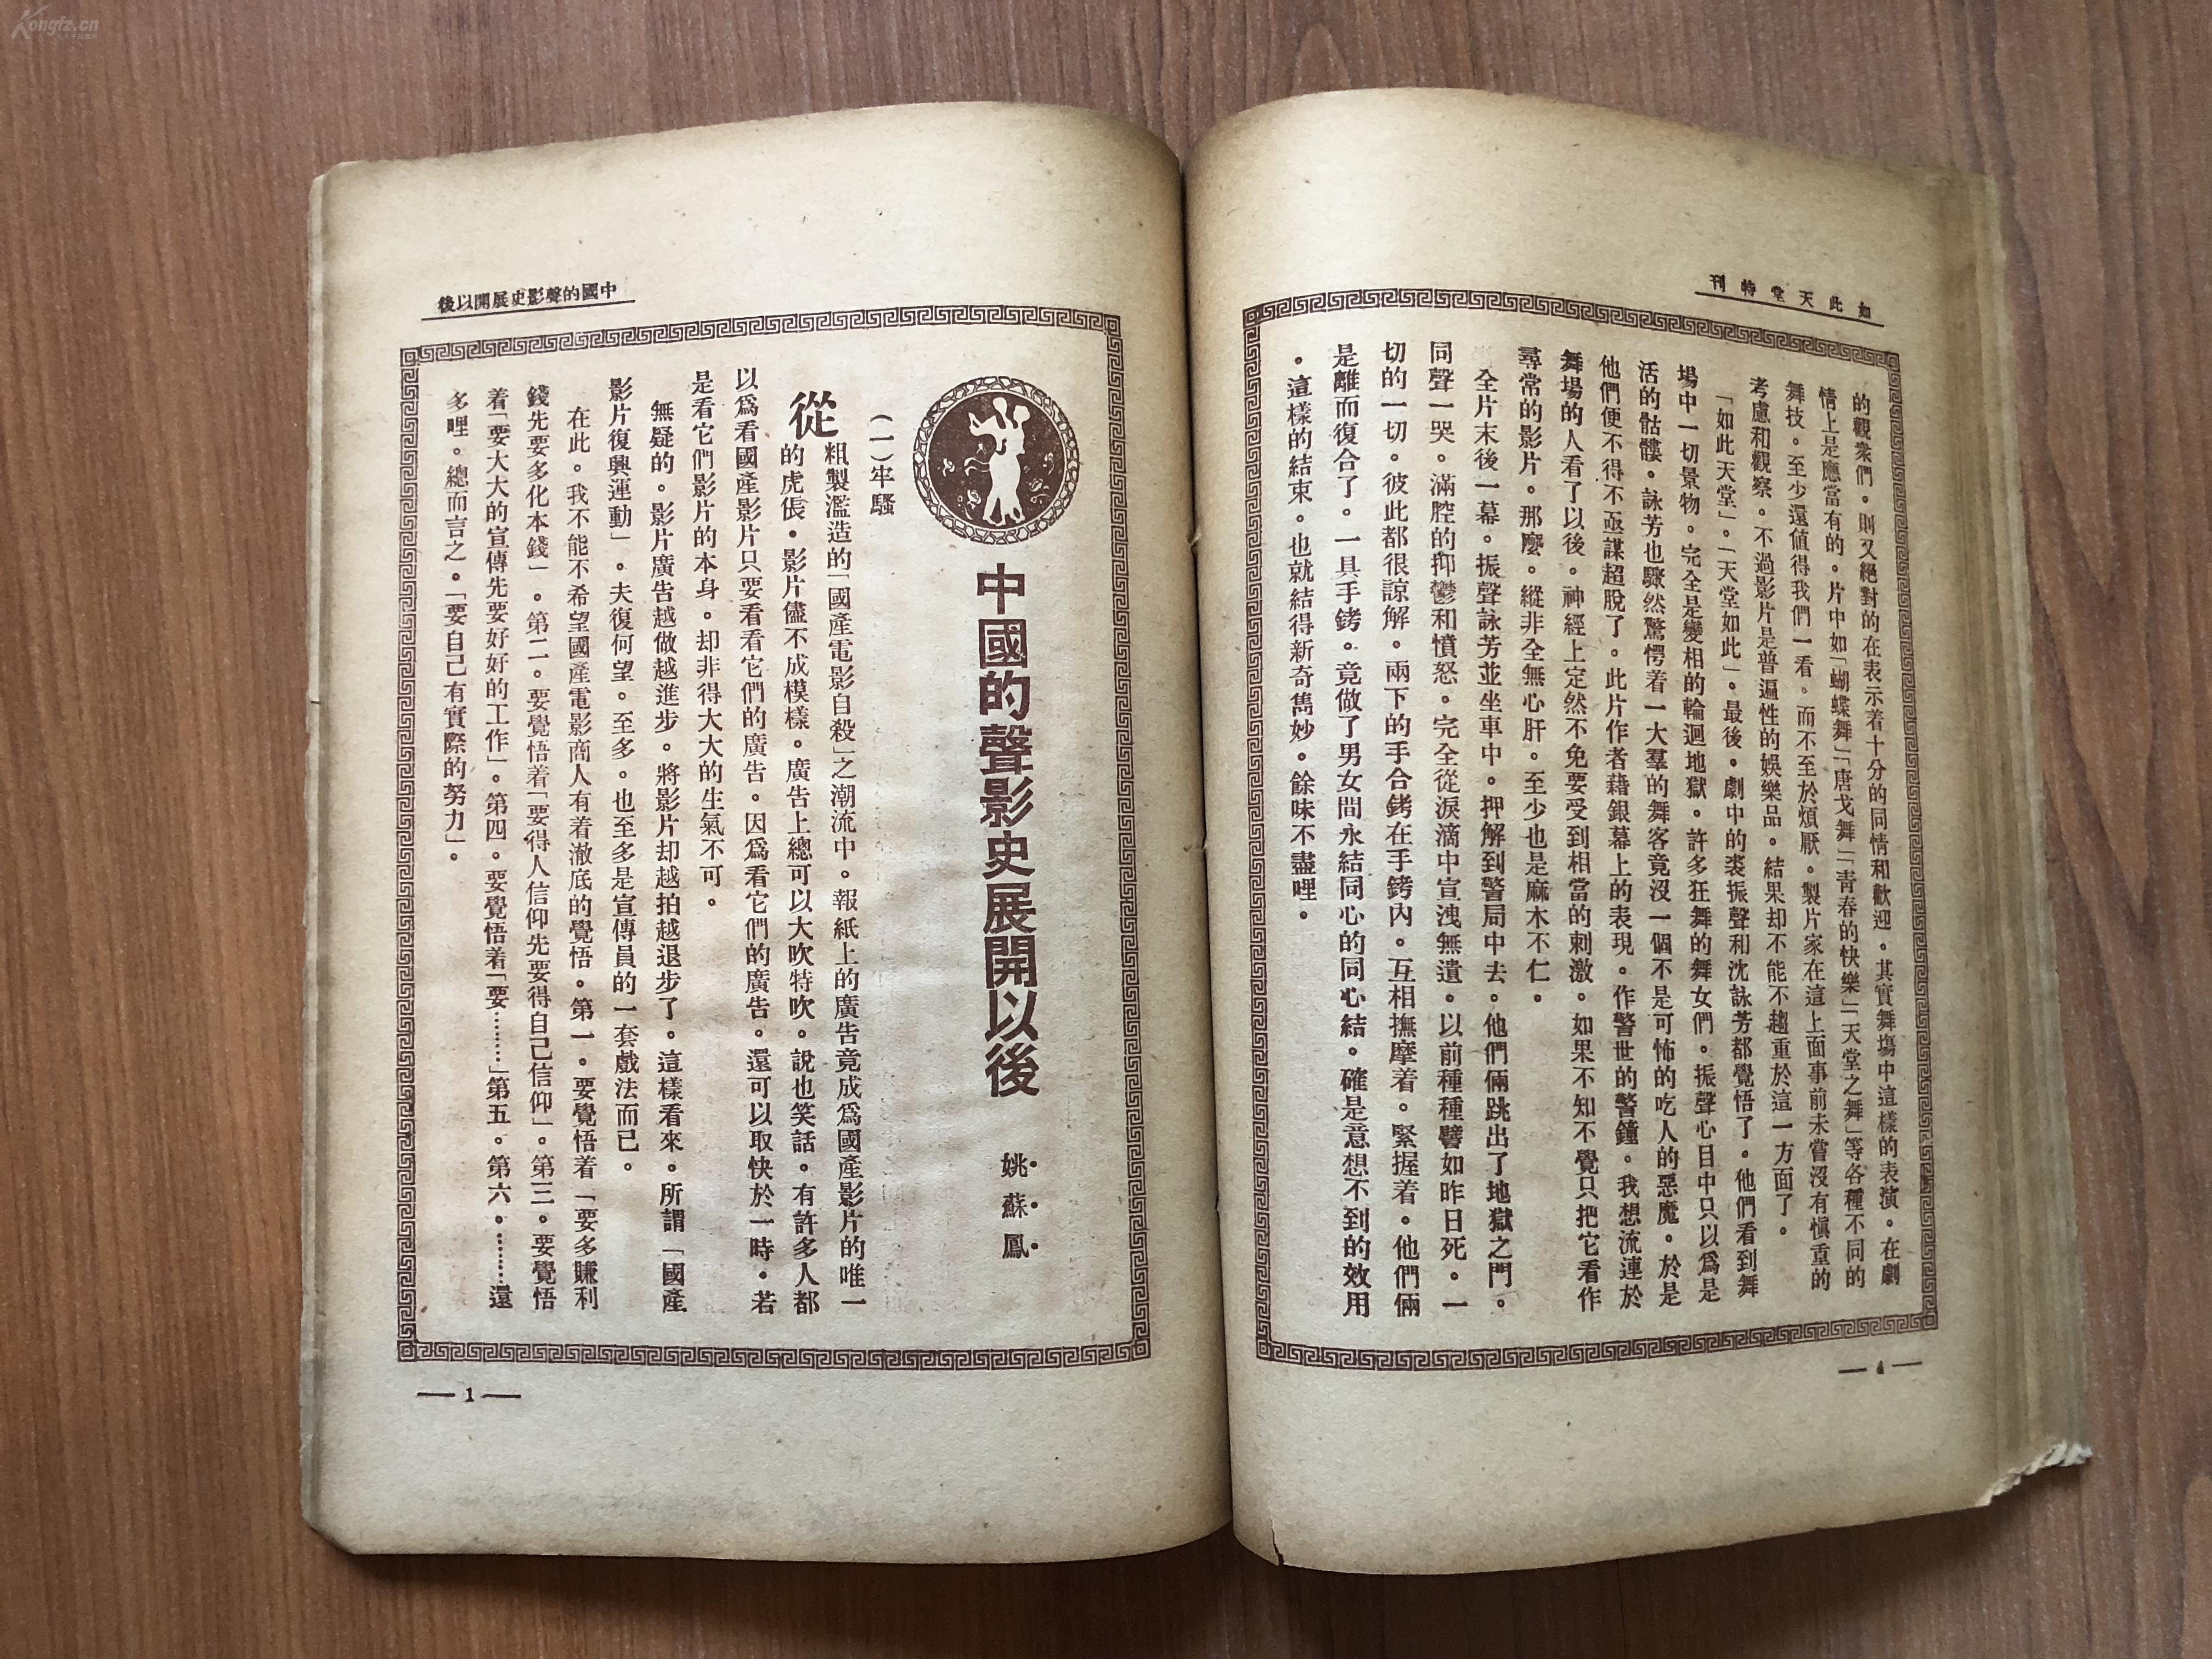 如此天堂特刊
的觀衆們。則又絕對的在表示着十分的同情和歡迎。其實舞塲中這樣的表演。在劇
情上是應當有的。片中如「蝴蝶舞」「唐戈舞」「青春的快樂」「天堂之舞」等各種不同的
舞技。至少還值得我們一看。而不至於煩厭。製片家在這上面事前未嘗沒有愼重的
考慮和觀察。不過影片是普遍性的娛樂品。結果却不能不趨重於這一方面了。
「如此天堂」。「天堂如此」。最後。劇中的裘振聲和沈詠芳都覺悟了。他們看到舞
場中一切景物。完全是變相的輪迴地獄。許多狂舞的舞女們。振聲心目中只以爲是
活的骷髏。詠芳也驟然驚愕着一大羣的舞客竟沒一個不是可怖的吃人的惡魔。於是
他們便不得不亟謀超脫了。此片作者藉銀幕上的表現。作警世的警鐘。我想流連於
舞場的人看了以後。神經上定然不免要受到相當的刺激。如果不知不覺只把它看作
尋常的影片。那麼。縱非全無心肝。至少也是麻木不仁。
全片末後一幕。振聲詠芳並坐車中。押解到警局中去。他們倆跳出了地獄之門。
同聲一哭。滿腔的抑鬱和憤怒。完全從淚滴中宣洩無遺。以前種種譬如昨日死。一
切的一切。彼此都很諒解。兩下的手合銬在手銬內。互相撫摩着。緊握着。他們倆
是離而復合了。一具手銬。竟做了男女間永結同心的同心結。確是意想不到的效用
。這樣的結束。也就結得新奇雋妙。餘味不盡哩。
— 4 —
中國的聲影史展開以後
中國的聲影史展開以後
姚蘇鳳
(一)牢騷
從粗製濫造的「國產電影自殺」之潮流中。報紙上的廣告竟成爲國產影片的唯一
的虎倀。影片儘不成模樣。廣告上總可以大吹特吹。說也笑話。有許多人都
以爲看國產影片只要看看它們的廣告。因爲看它們的廣告。還可以取快於一時。若
是看它們影片的本身。却非得大大的生氣不可。
無疑的。影片廣告越做越進步。將影片却越拍越退步了。這樣看來。所謂「國產
影片復興運動」。夫復何望。至多。也至多是宣傳員的一套戲法而已。
在此。我不能不希望國產電影商人有着澈底的覺悟。第一。要覺悟着「要多賺利
錢先要多化本錢」。第二。要覺悟着「要得人信仰先要得自己信仰」。第三。要覺悟
着「要大大的宣傳先要好好的工作」。第四。要覺悟着「要………」第五。第六。………還
多哩。總而言之。「要自己有實際的努力」。
— 1 —
Kongfz.cn